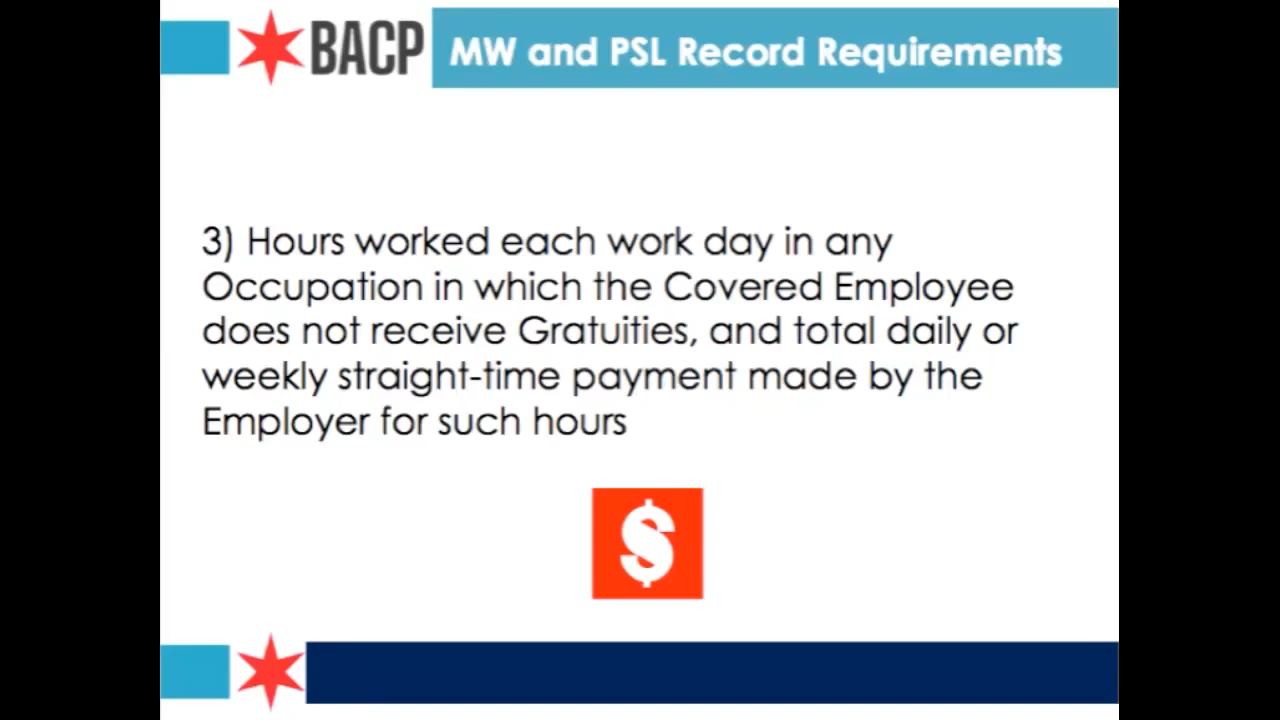 BACP
MW and PSL Record Requirements
3) Hours worked each work day in any
Occupation in which the Covered Employee
does not receive Gratuities, and total daily or
weekly straight-time payment made by the
Employer for such hours
$